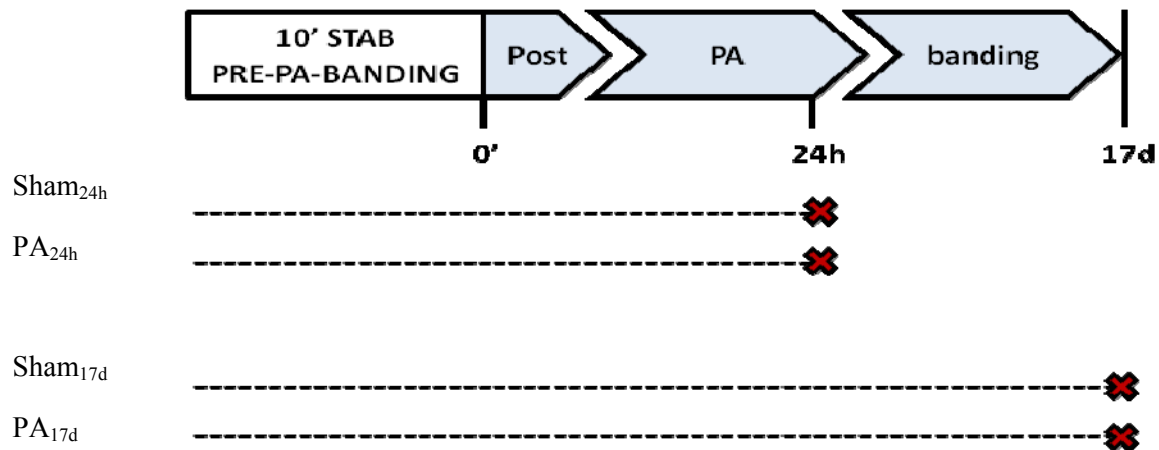 10' STAB
PRE-PA-BANDING
Post
PA
banding
0'
24h
17d
Sham24h
PA24h
Sham17d
PA17d